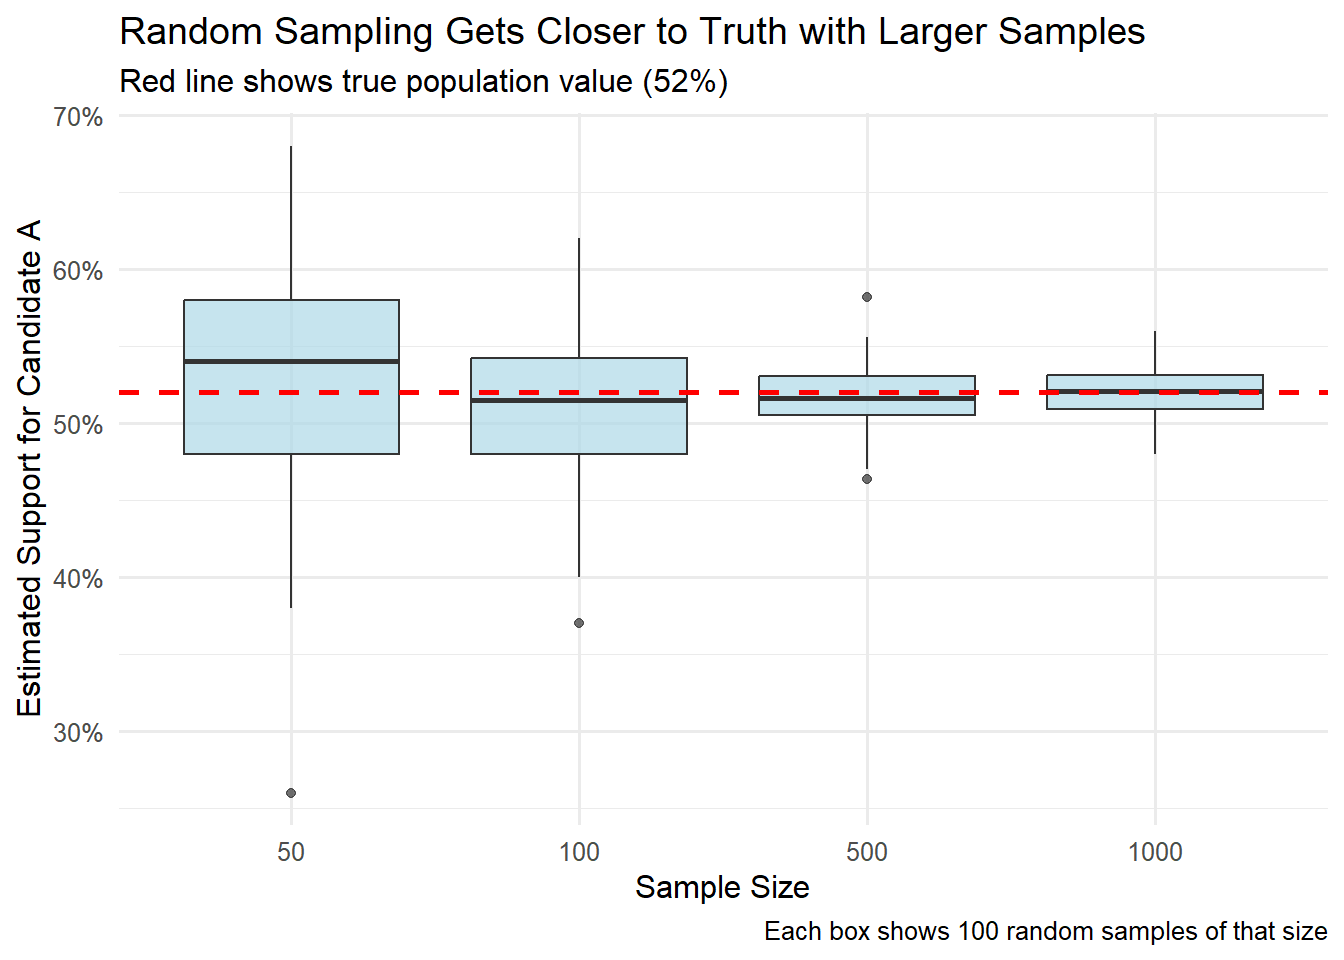 Random Sampling Gets Closer to Truth with Larger Samples
Red line shows true population value (52%)
Estimated Support for Candidate A
70%
60%
50%
40%
30%
50
100
500
1000
Sample Size
Each box shows 100 random samples of that size